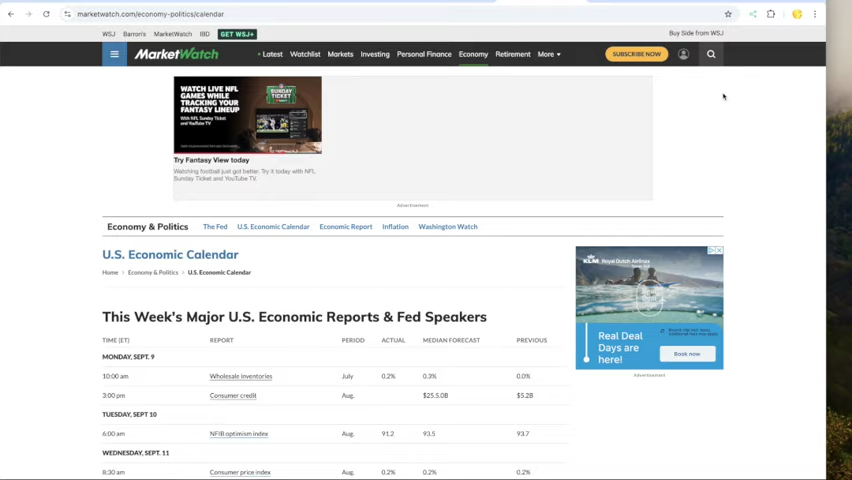 marketwatch.com/economy-politics/calendar
WSJ Barron's MarketWatch IBD GET WSJ+ Buy Side from WSJ
MarketWatch + Latest Watchlist Markets Investing Personal Finance Economy Retirement More SUBSCRIBE NOW
WATCH LIVE NFL
GAMES WHILE
TRACKING YOUR
FANTASY LINEUP
With NFL Sunday Ticket
and YouTube TV
SUNDAY
TICKET
Try Fantasy View today
Watching football just got better. Try it today with NFL
Sunday Ticket and YouTube TV.
Advertisement
Economy & Politics The Fed U.S. Economic Calendar Economic Report Inflation Washington Watch
U.S. Economic Calendar
Home > Economy & Politics > U.S. Economic Calendar
KLM Royal Dutch Airlines
Real Deal
Days are
here!
Book now
Advertisement
This Week's Major U.S. Economic Reports & Fed Speakers
TIME (ET) REPORT PERIOD ACTUAL MEDIAN FORECAST PREVIOUS
MONDAY, SEPT. 9
10:00 am Wholesale inventories July 0.2% 0.3% 0.0%
3:00 pm Consumer credit Aug. $25.5.0B $5.2B
TUESDAY, SEPT 10
6:00 am NFIB optimism index Aug. 91.2 93.5 93.7
WEDNESDAY, SEPT. 11
8:30 am Consumer price index Aug. 0.2% 0.2% 0.2%